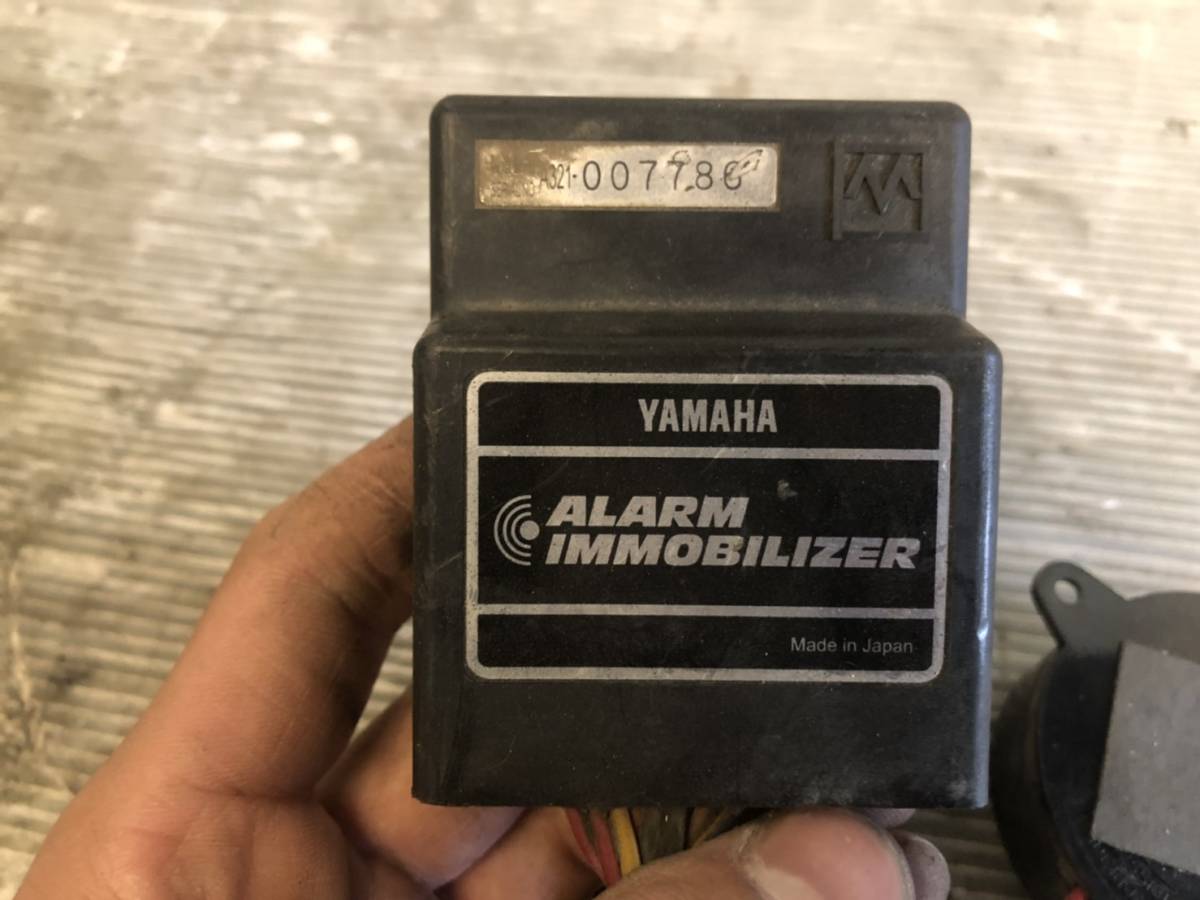 A321-007786
YAMAHA
ALARM
IMMOBILIZER
Made in Japan